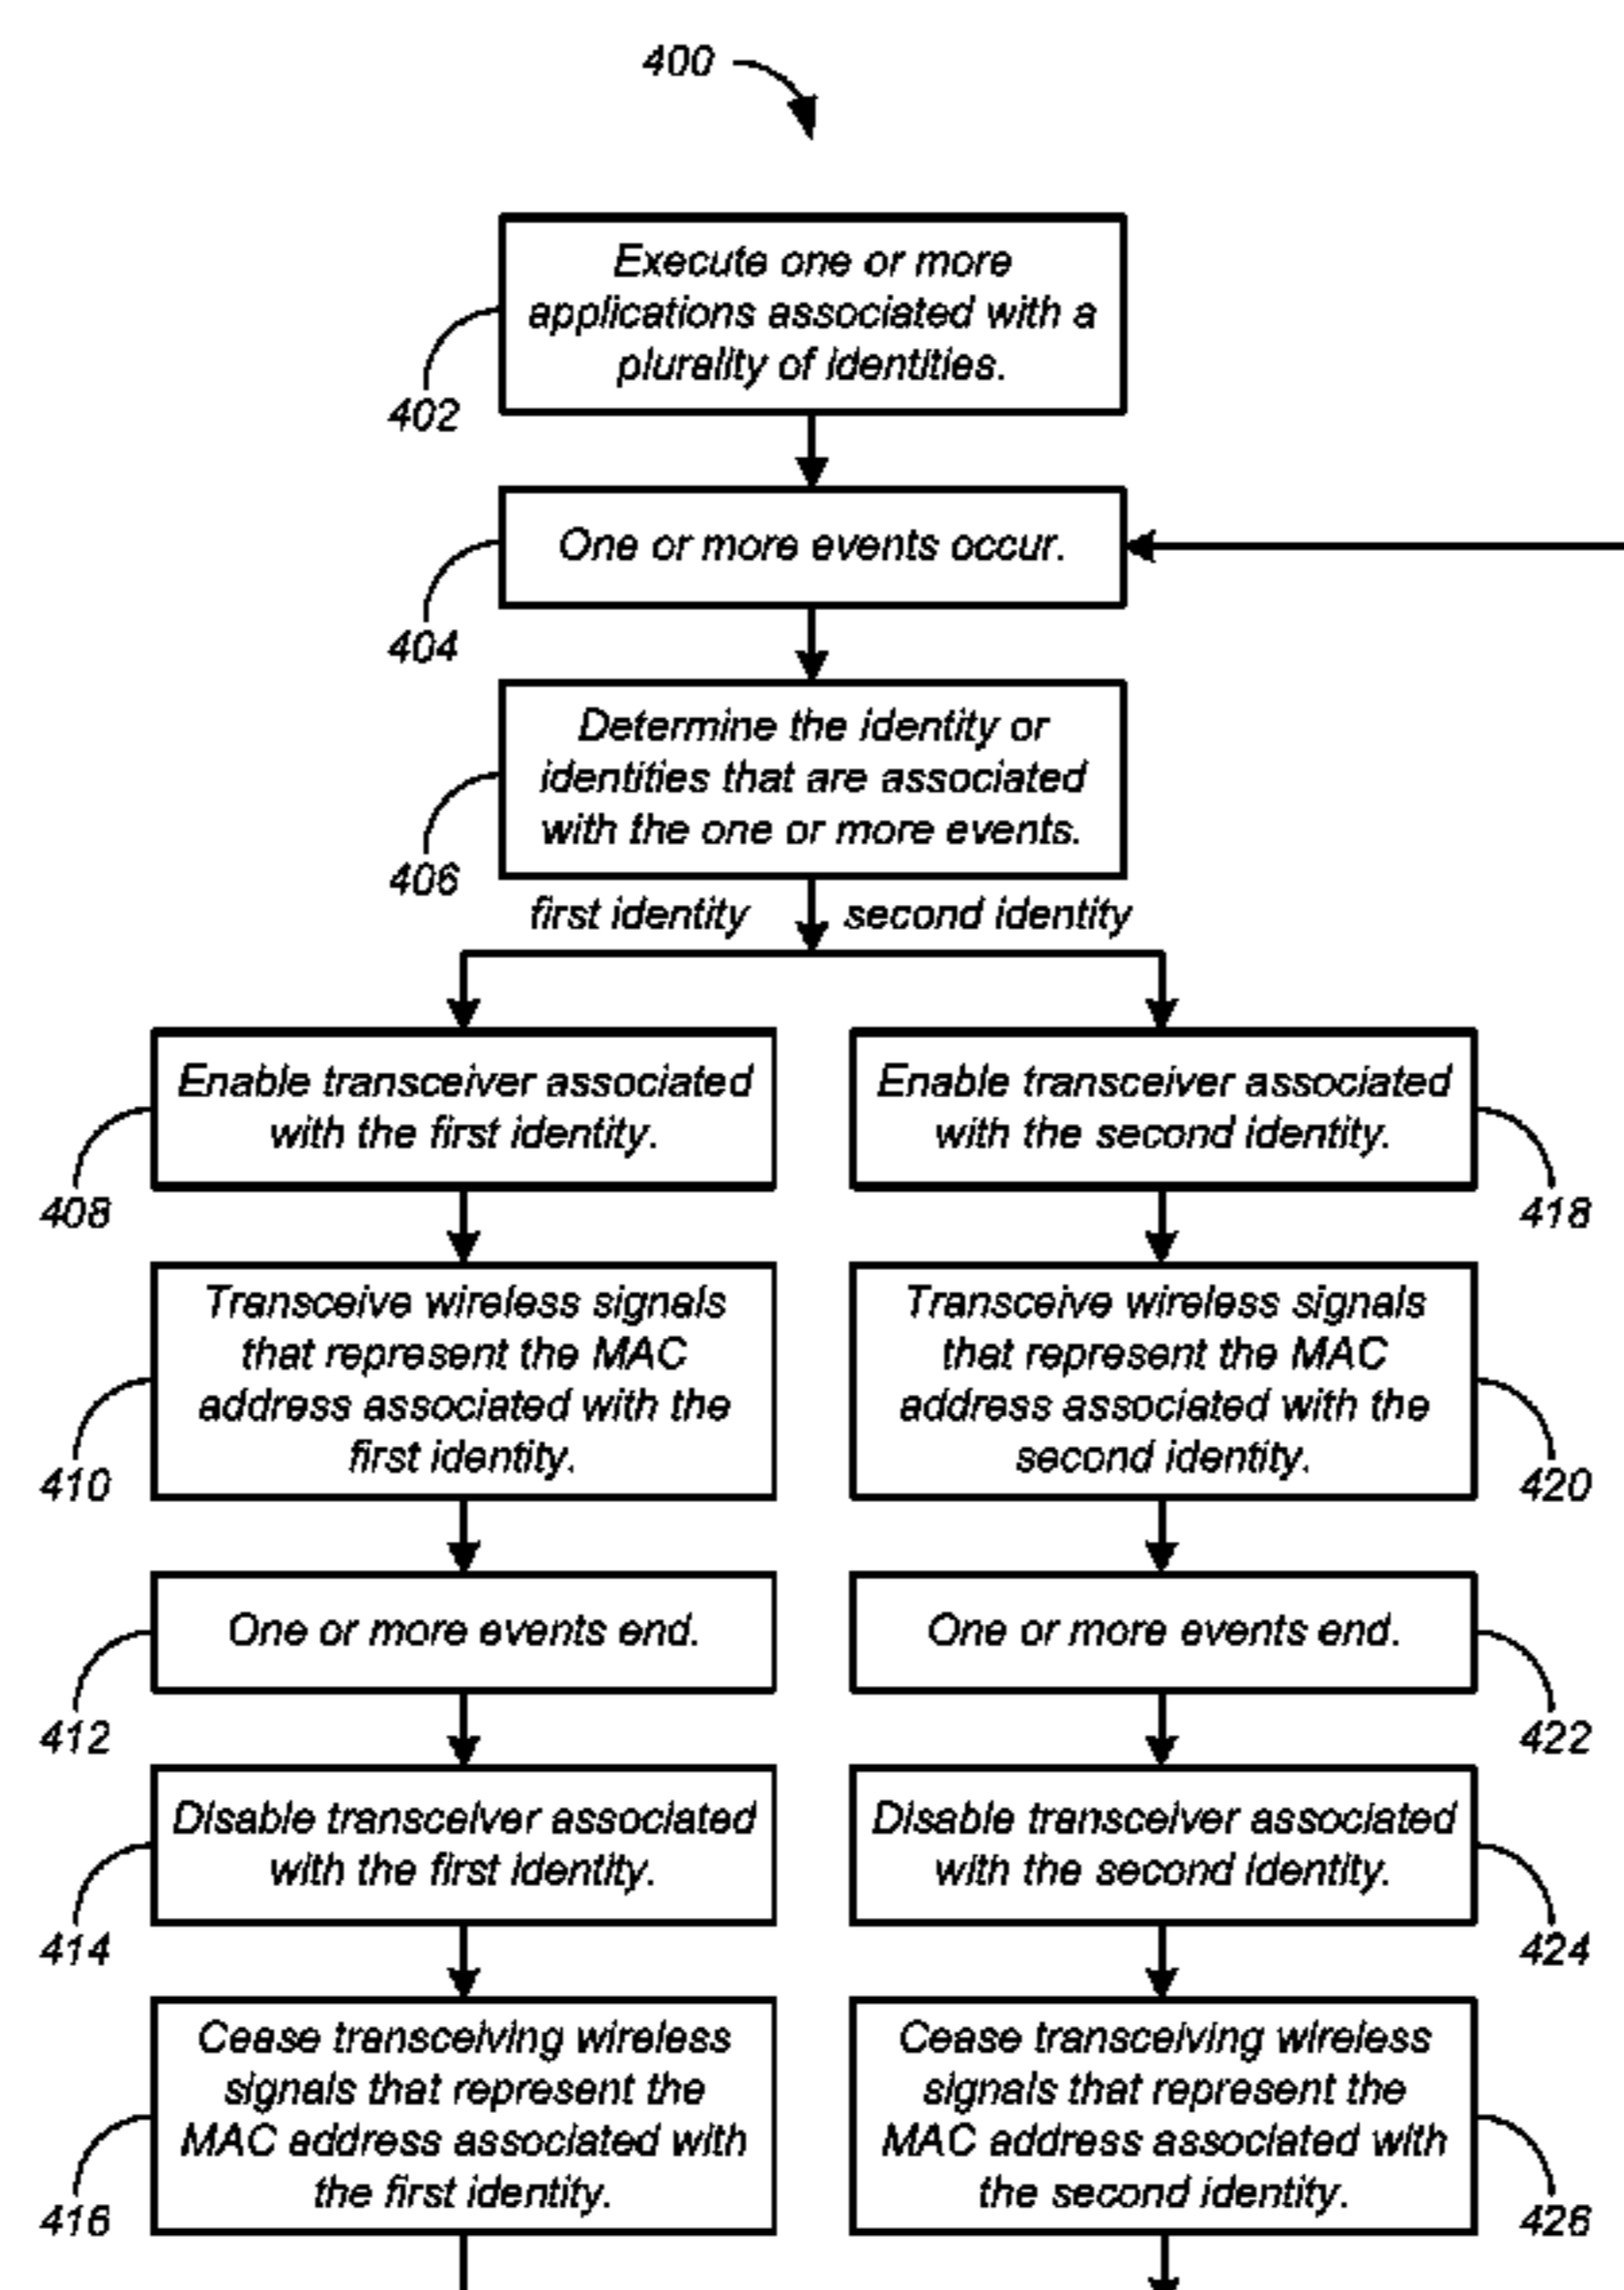 400
Execute one or more
applications associated with a
plurality of identities.
402
One or more events occur.
404
Determine the identity or
identities that are associated
with the one or more events.
406
first identity
second identity
Enable transceiver associated
with the first identity.
408
Enable transceiver associated
with the second identity.
418
Transceive wireless signals
that represent the MAC
address associated with the
first identity.
410
Transceive wireless signals
that represent the MAC
address associated with the
second identity.
420
One or more events end.
412
One or more events end.
422
Disable transceiver associated
with the first identity.
414
Disable transceiver associated
with the second identity.
424
Cease transceiving wireless
signals that represent the
MAC address associated with
the first identity.
416
Cease transceiving wireless
signals that represent the
MAC address associated with
the second identity.
426